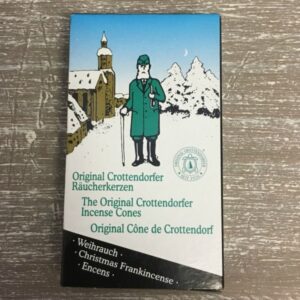 Original Crottendorfer
Räucherkerzen
The Original Crottendorfer
Incense Cones
Original Cône de Crottendorf
· Weihrauch ·
· Christmas Frankincense ·
· Encens ·